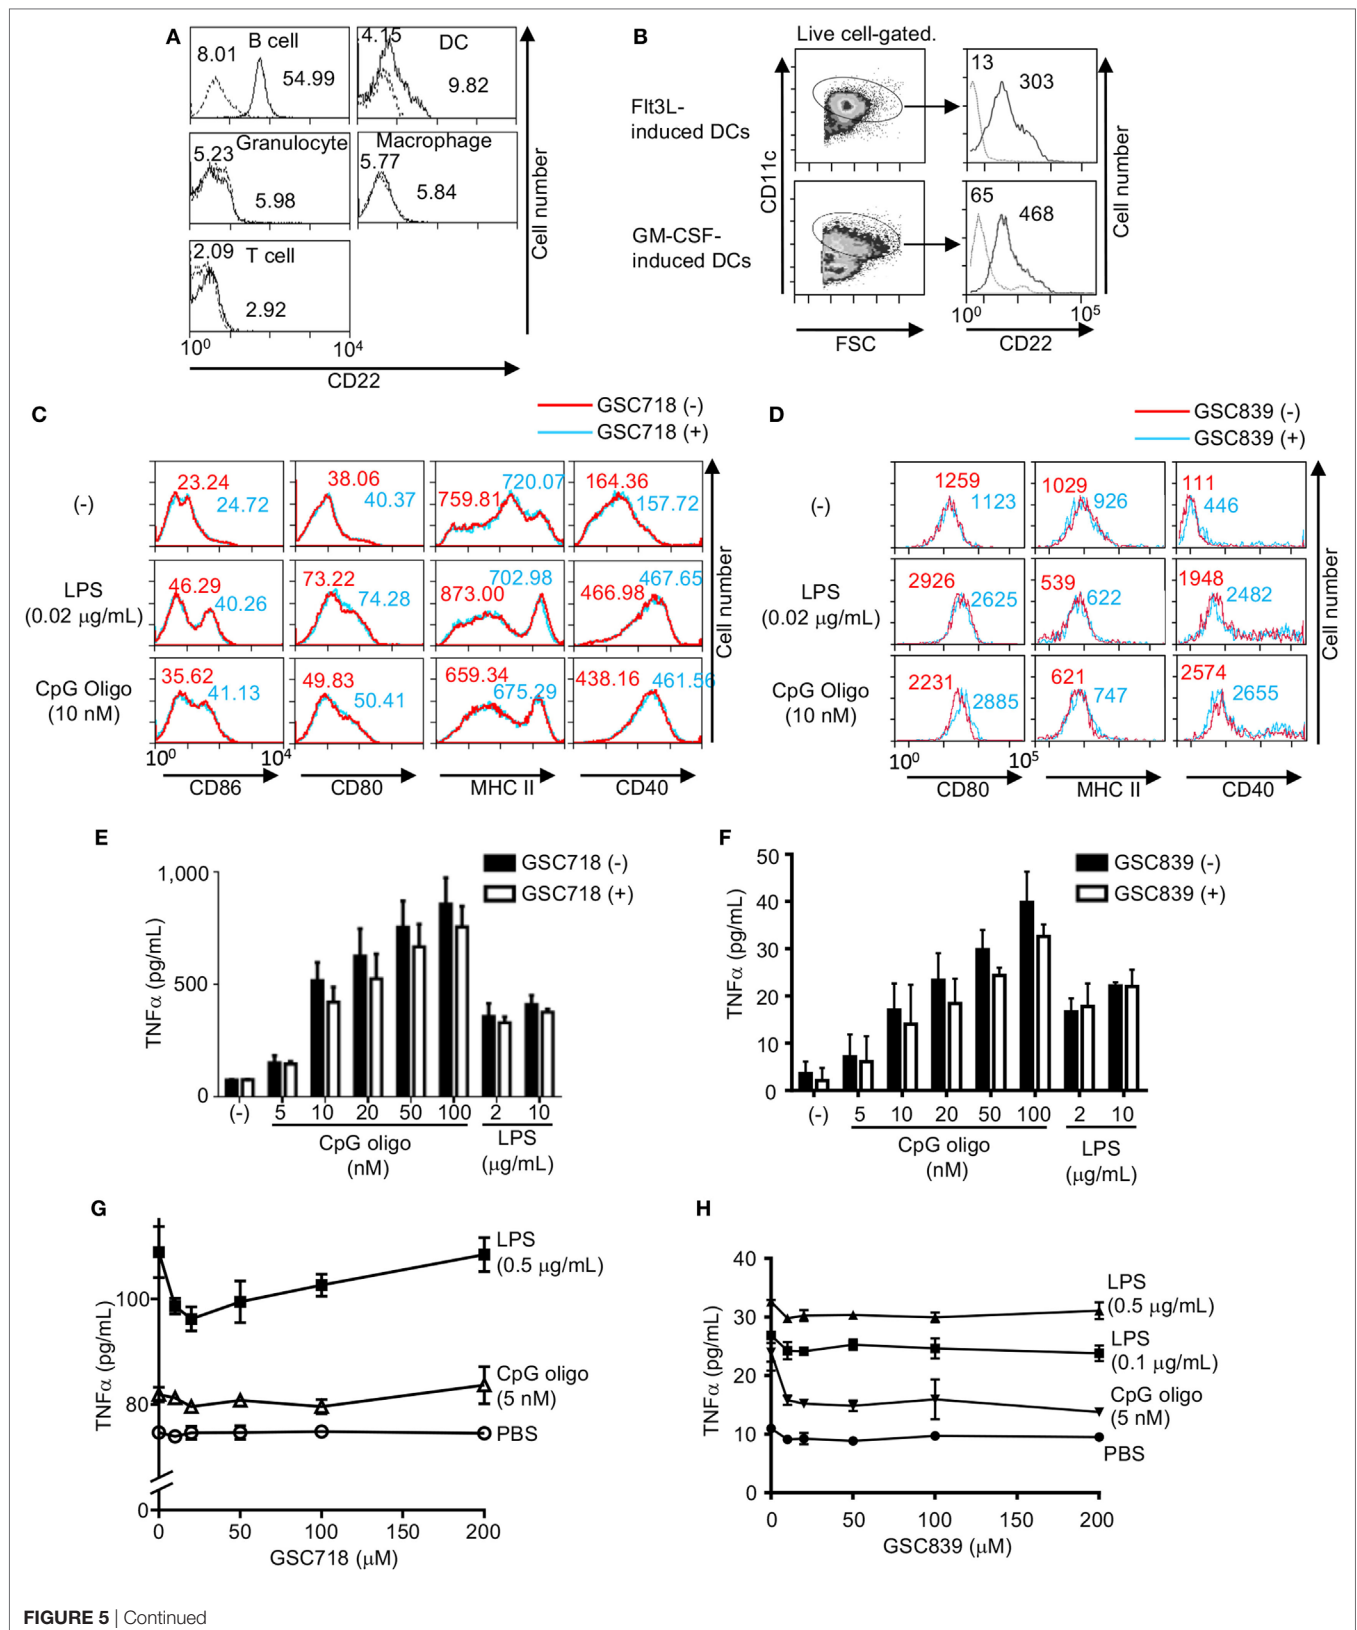 A
B cell
8.01
54.99
DC
4.15
9.82
Granulocyte
5.23
5.98
Macrophage
5.77
5.84
T cell
2.09
2.92
10⁰
10⁴
CD22
Cell number
B
Live cell-gated.
Flt3L-
induced DCs
GM-CSF-
induced DCs
CD11c
FSC
13
303
65
468
10⁰
10⁵
CD22
Cell number
C
GSC718 (-)
GSC718 (+)
(-)
23.24
24.72
38.06
40.37
759.81
720.07
164.36
157.72
LPS
(0.02 μg/mL)
46.29
40.26
73.22
74.28
873.00
702.98
466.98
467.65
CpG Oligo
(10 nM)
35.62
41.13
49.83
50.41
659.34
675.29
438.16
461.56
10⁰
10⁴
CD86
CD80
MHC II
CD40
Cell number
D
GSC839 (-)
GSC839 (+)
(-)
1259
1123
1029
926
111
446
LPS
(0.02 μg/mL)
2926
2625
539
622
1948
2482
CpG Oligo
(10 nM)
2231
2885
621
747
2574
2655
10⁰
10⁵
CD80
MHC II
CD40
Cell number
E
GSC718 (-)
GSC718 (+)
TNFα (pg/mL)
1,000
500
0
(-) 5 10 20 50 100 2 10
CpG oligo
(nM)
LPS
(μg/mL)
F
GSC839 (-)
GSC839 (+)
TNFα (pg/mL)
50
40
30
20
10
0
(-) 5 10 20 50 100 2 10
CpG oligo
(nM)
LPS
(μg/mL)
G
TNFα (pg/mL)
100
80
0
LPS
(0.5 μg/mL)
CpG oligo
(5 nM)
PBS
0 50 100 150 200
GSC718 (μM)
H
TNFα (pg/mL)
40
30
20
10
0
LPS
(0.5 μg/mL)
LPS
(0.1 μg/mL)
CpG oligo
(5 nM)
PBS
0 50 100 150 200
GSC839 (μM)
FIGURE 5 | Continued